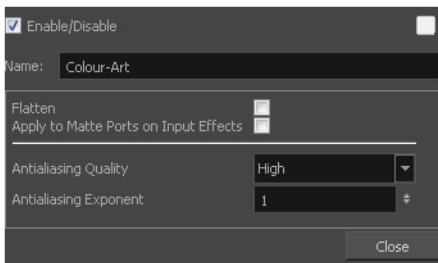 Enable/Disable
Name: Colour-Art
Flatten
Apply to Matte Ports on Input Effects
Antialiasing Quality High
Antialiasing Exponent 1
Close